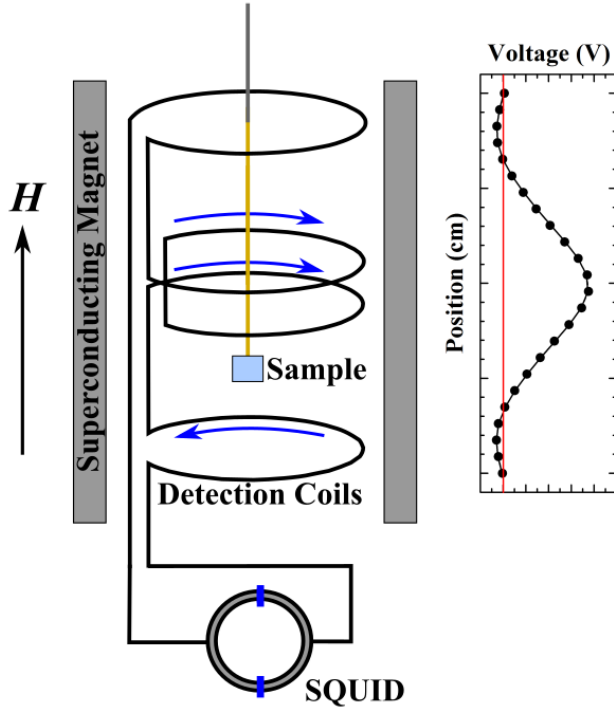 Voltage (V)
H
Superconducting Magnet
Position (cm)
Sample
Detection Coils
SQUID